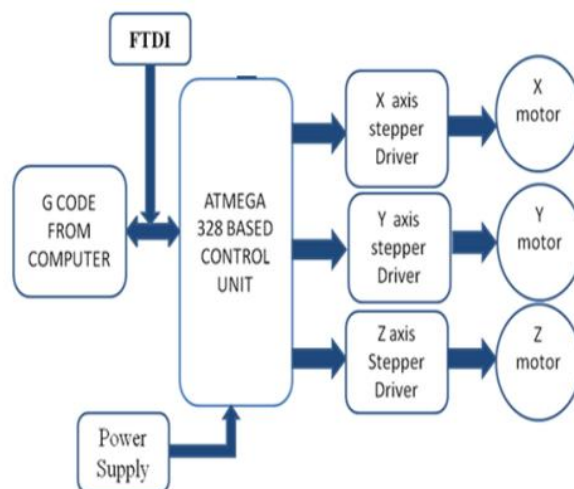 FTDI
G CODE
FROM
COMPUTER
ATMEGA
328 BASED
CONTROL
UNIT
X axis
stepper
Driver
X
motor
Y axis
stepper
Driver
Y
motor
Z axis
Stepper
Driver
Z
motor
Power
Supply